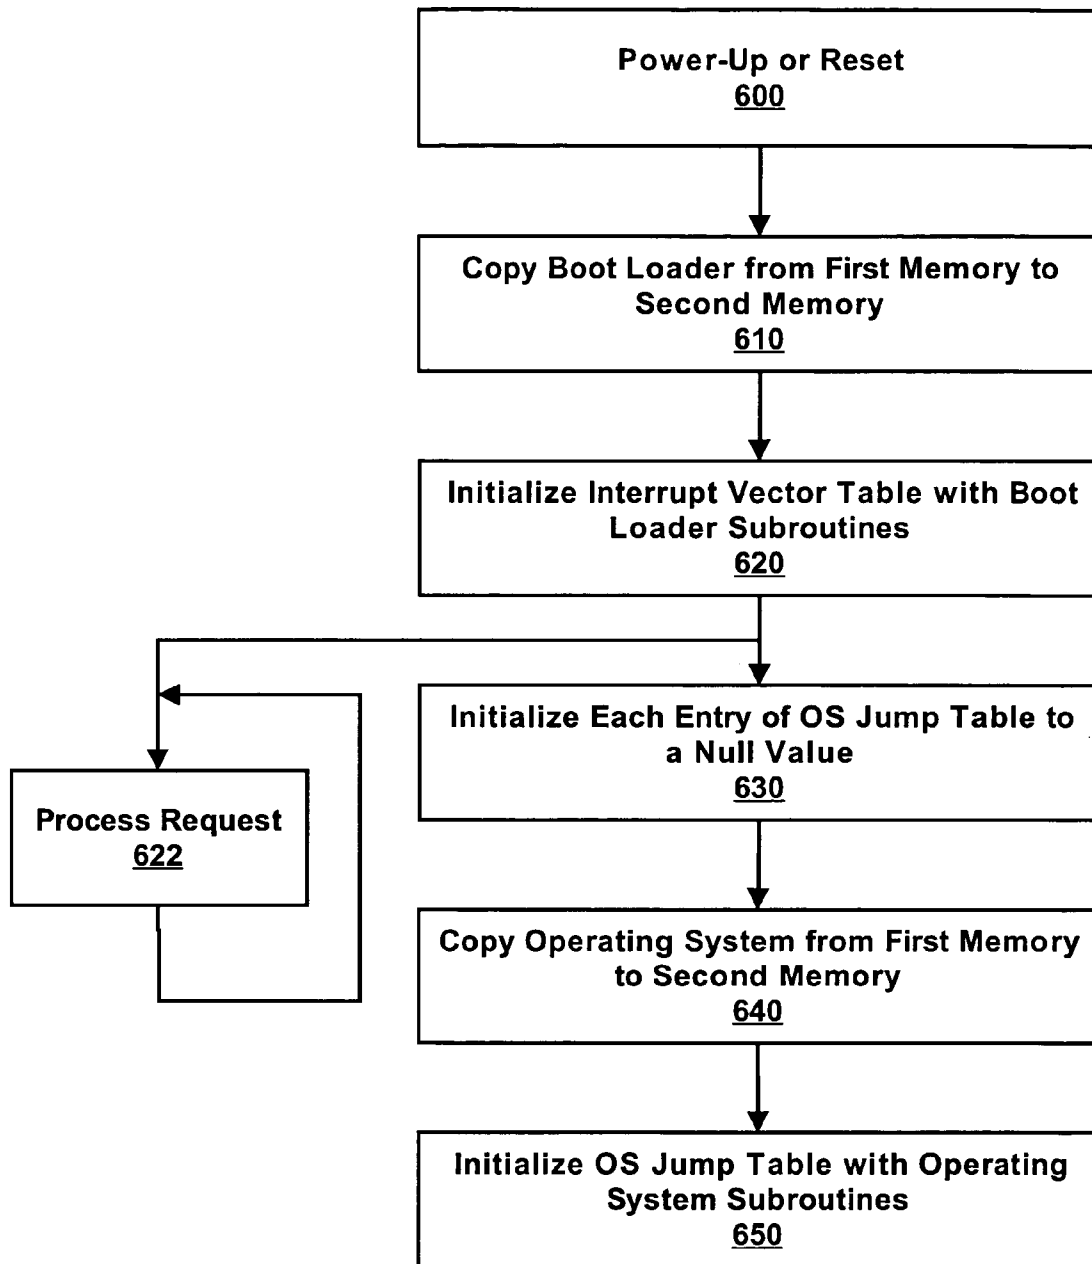 Power-Up or Reset
600
Copy Boot Loader from First Memory to
Second Memory
610
Initialize Interrupt Vector Table with Boot
Loader Subroutines
620
Initialize Each Entry of OS Jump Table to
a Null Value
630
Process Request
622
Copy Operating System from First Memory
to Second Memory
640
Initialize OS Jump Table with Operating
System Subroutines
650